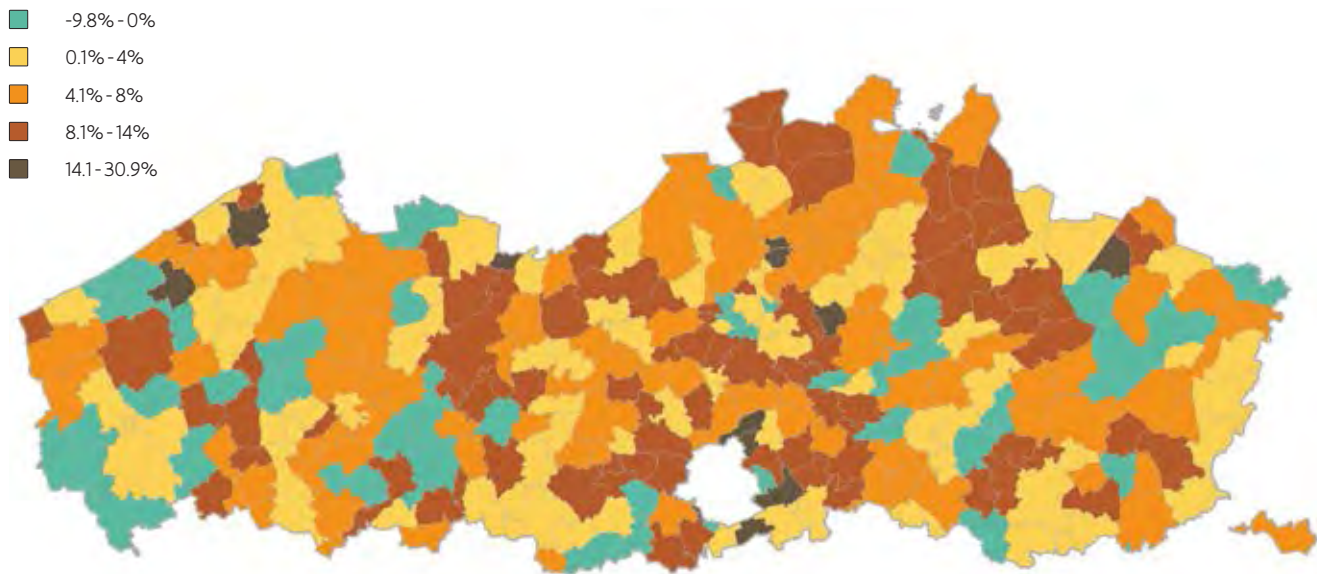 -9.8% - 0%
0.1% - 4%
4.1% - 8%
8.1% - 14%
14.1 - 30.9%